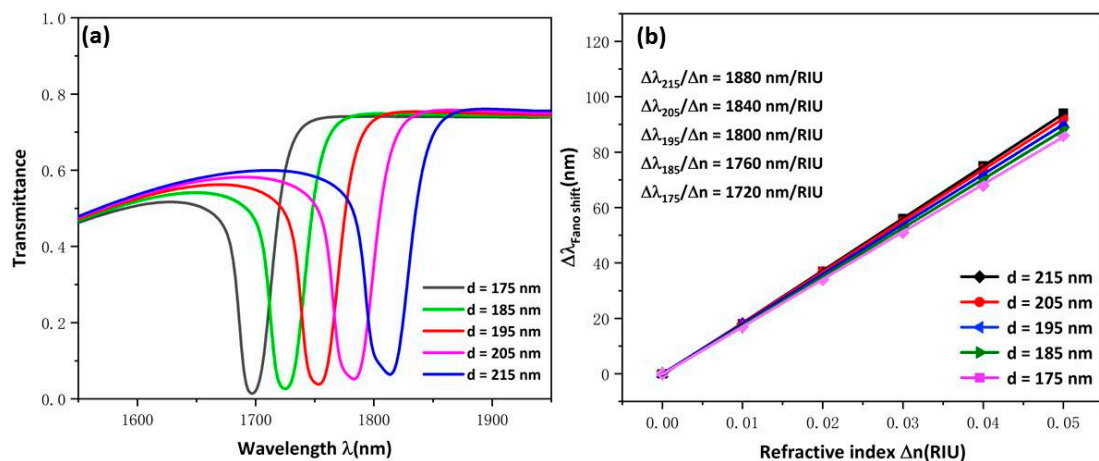 (a)
1.0
0.8
0.6
0.4
0.2
0.0
Transmittance
1600
1700
1800
1900
Wavelength λ(nm)
d = 175 nm
d = 185 nm
d = 195 nm
d = 205 nm
d = 215 nm
(b)
120
100
80
60
40
20
0
Δλ_Fano shift(nm)
0.00
0.01
0.02
0.03
0.04
0.05
Refractive index Δn(RIU)
Δλ₂₁₅/Δn = 1880 nm/RIU
Δλ₂₀₅/Δn = 1840 nm/RIU
Δλ₁₉₅/Δn = 1800 nm/RIU
Δλ₁₈₅/Δn = 1760 nm/RIU
Δλ₁₇₅/Δn = 1720 nm/RIU
d = 215 nm
d = 205 nm
d = 195 nm
d = 185 nm
d = 175 nm